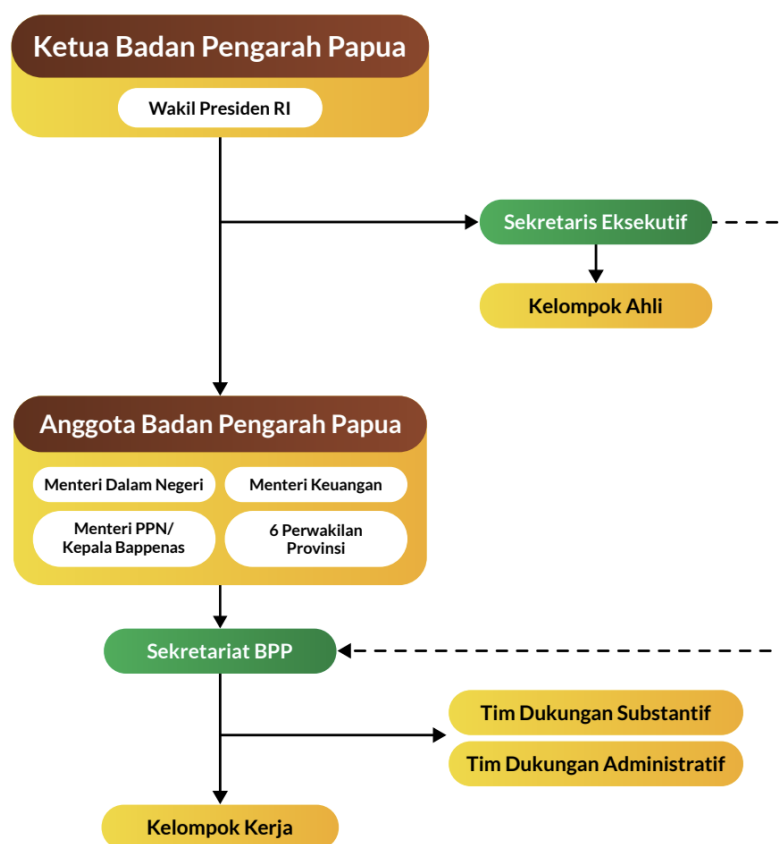 Ketua Badan Pengarah Papua
Wakil Presiden RI
Sekretaris Eksekutif
Kelompok Ahli
Anggota Badan Pengarah Papua
Menteri Dalam Negeri
Menteri Keuangan
Menteri PPN/
Kepala Bappenas
6 Perwakilan
Provinsi
Sekretariat BPP
Tim Dukungan Substantif
Tim Dukungan Administratif
Kelompok Kerja